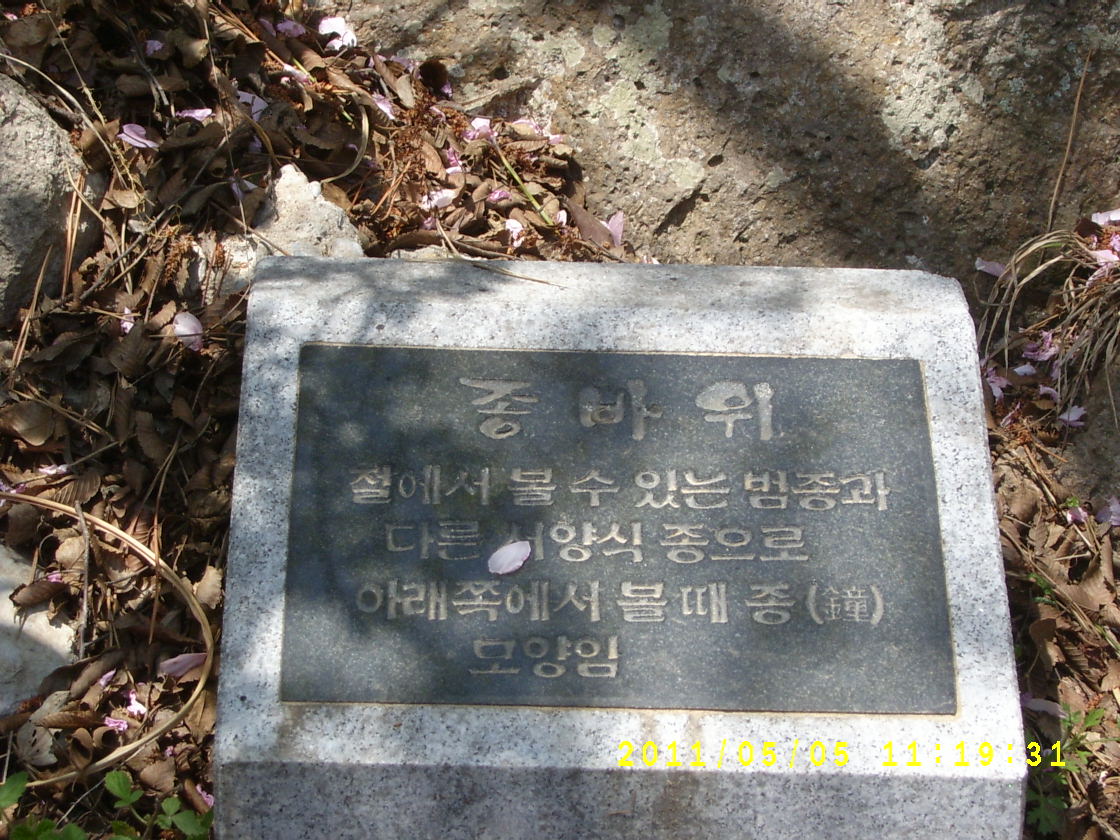 종바위
절에서 볼 수 있는 범종과
다른 서양식 종으로
아래쪽에서 볼때 종(鐘)
모양임
2011/05/05 11:19:31